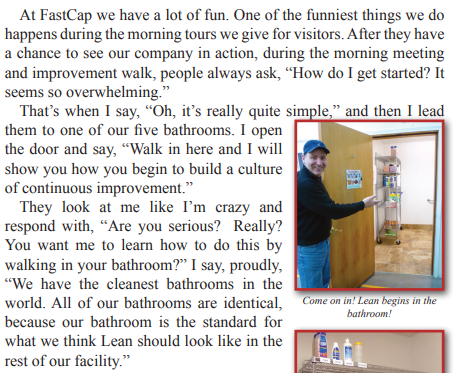 At FastCap we have a lot of fun. One of the funniest things we do
happens during the morning tours we give for visitors. After they have
a chance to see our company in action, during the morning meeting
and improvement walk, people always ask, “How do I get started? It
seems so overwhelming.”
That’s when I say, “Oh, it’s really quite simple,” and then I lead
them to one of our five bathrooms. I open
the door and say, “Walk in here and I will
show you how you begin to build a culture
of continuous improvement.”
They look at me like I’m crazy and
respond with, “Are you serious? Really?
You want me to learn how to do this by
walking in your bathroom?” I say, proudly,
“We have the cleanest bathrooms in the
world. All of our bathrooms are identical,
because our bathroom is the standard for
what we think Lean should look like in the
rest of our facility.”
Come on in! Lean begins in the
bathroom!